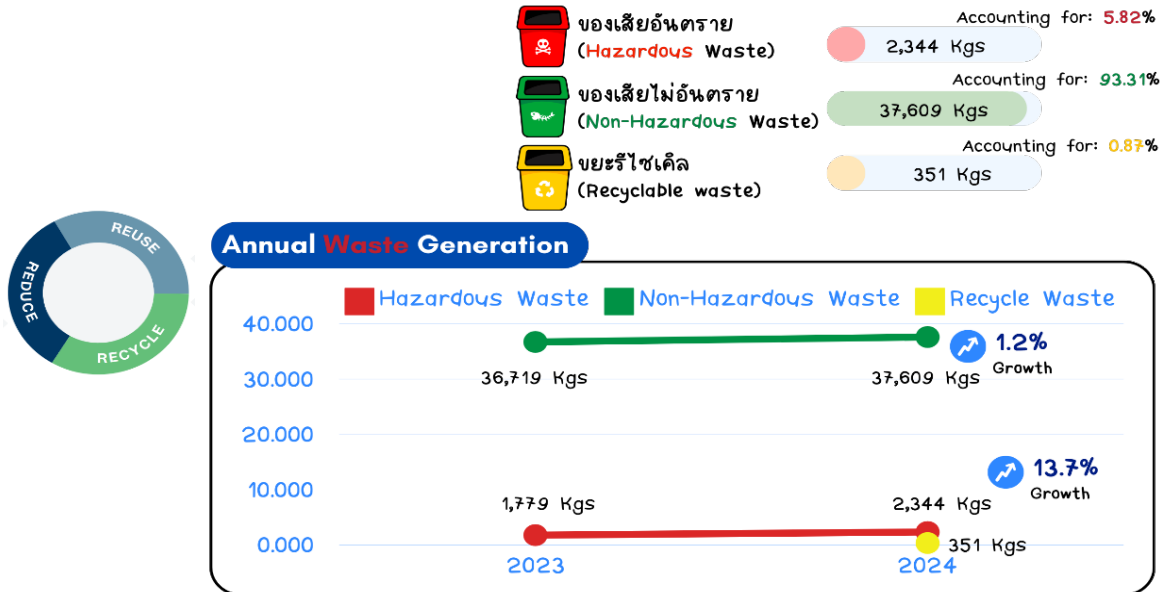 ของเสียอันตราย
(Hazardous Waste)
Accounting for: 5.82%
2,344 Kgs
ของเสียไม่อันตราย
(Non-Hazardous Waste)
Accounting for: 93.31%
37,609 Kgs
ขยะรีไซเคิล
(Recyclable waste)
Accounting for: 0.87%
351 Kgs
REUSE
REDUCE
RECYCLE
Annual Waste Generation
Hazardous Waste
Non-Hazardous Waste
Recycle Waste
40.000
30.000
20.000
10.000
0.000
36,719 Kgs
37,609 Kgs
1.2%
Growth
13.7%
Growth
1,779 Kgs
2,344 Kgs
351 Kgs
2023
2024